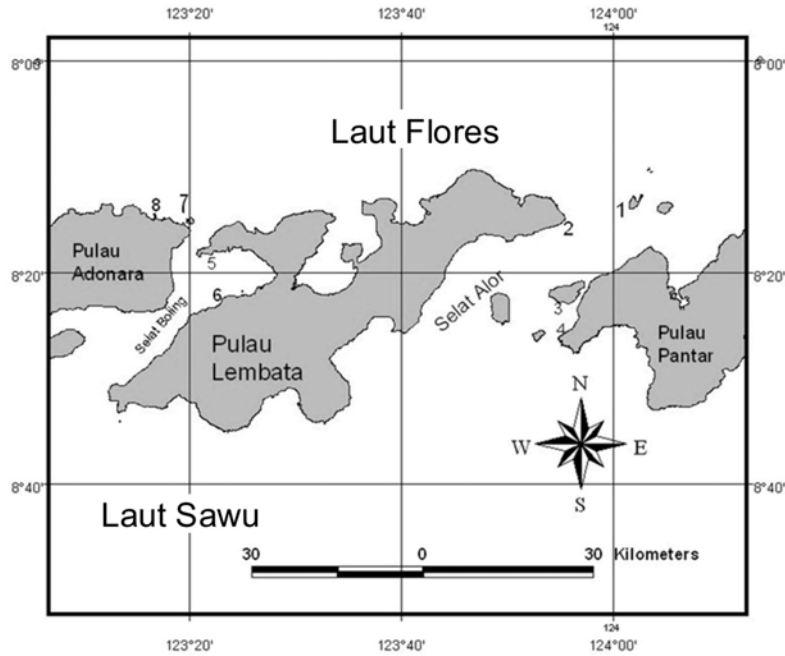 123°20'
123°40'
124°00'
124
8°00'
8°00'
Laut Flores
8
7
1
2
Pulau
Adonara
5
8°20'
8°20'
6
Selat Boling
Selat Alor
3
4
Pulau
Lembata
Pulau
Pantar
N
W
E
S
8°40'
8°40'
Laut Sawu
30
0
30
Kilometers
124
123°20'
123°40'
124°00'